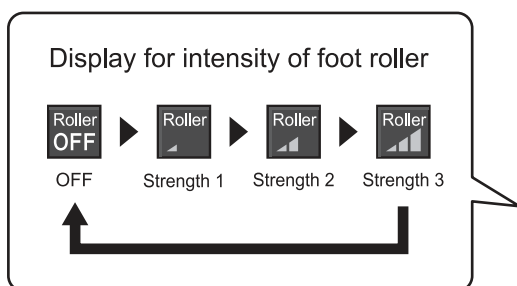 Display for intensity of foot roller
Roller Roller Roller Roller
OFF
OFF Strength 1 Strength 2 Strength 3